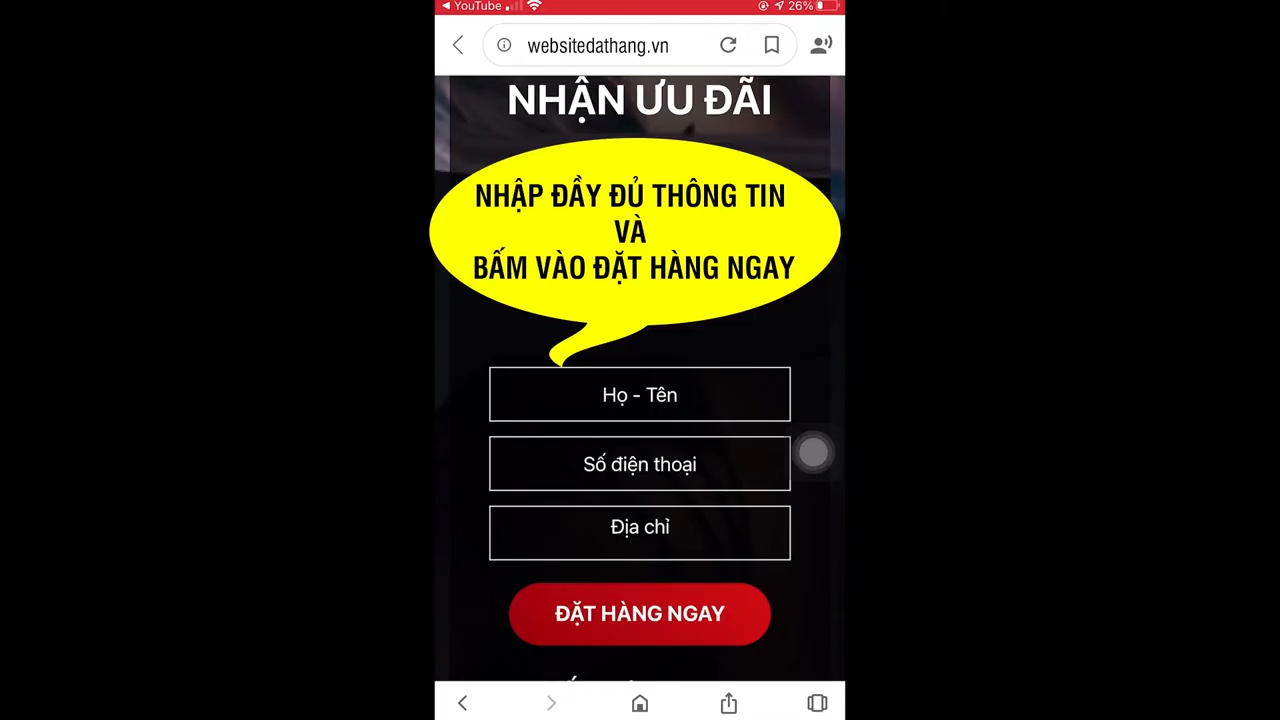 YouTube
26%
websitedathang.vn
NHẬN ƯU ĐÃI
NHẬP ĐẦY ĐỦ THÔNG TIN
VÀ
BẤM VÀO ĐẶT HÀNG NGAY
Họ - Tên
Số điện thoại
Địa chỉ
ĐẶT HÀNG NGAY